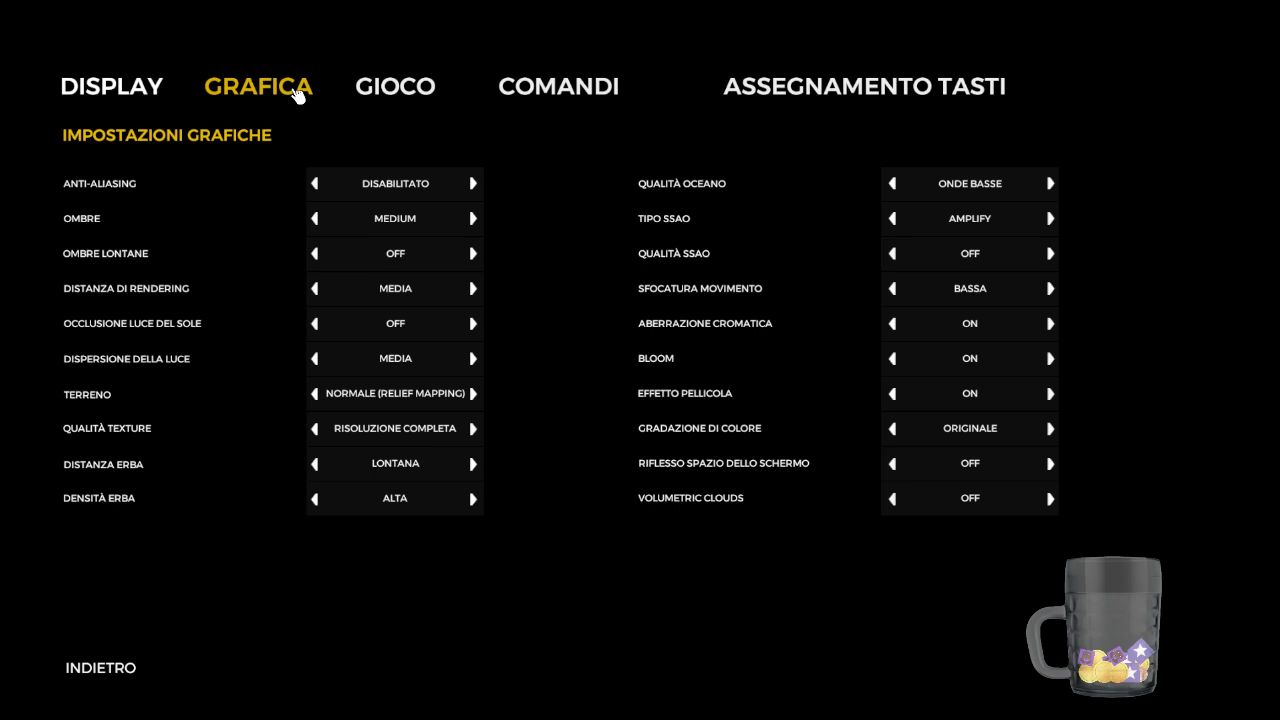 DISPLAY GRAFICA GIOCO COMANDI ASSEGNAMENTO TASTI
IMPOSTAZIONI GRAFICHE
ANTI-ALIASING DISABILITATO
OMBRE MEDIUM
OMBRE LONTANE OFF
DISTANZA DI RENDERING MEDIA
OCCLUSIONE LUCE DEL SOLE OFF
DISPERSIONE DELLA LUCE MEDIA
TERRENO NORMALE (RELIEF MAPPING)
QUALITÀ TEXTURE RISOLUZIONE COMPLETA
DISTANZA ERBA LONTANA
DENSITÀ ERBA ALTA
QUALITÀ OCEANO ONDE BASSE
TIPO SSAO AMPLIFY
QUALITÀ SSAO OFF
SFOCATURA MOVIMENTO BASSA
ABERRAZIONE CROMATICA ON
BLOOM ON
EFFETTO PELLICOLA ON
GRADAZIONE DI COLORE ORIGINALE
RIFLESSO SPAZIO DELLO SCHERMO OFF
VOLUMETRIC CLOUDS OFF
INDIETRO